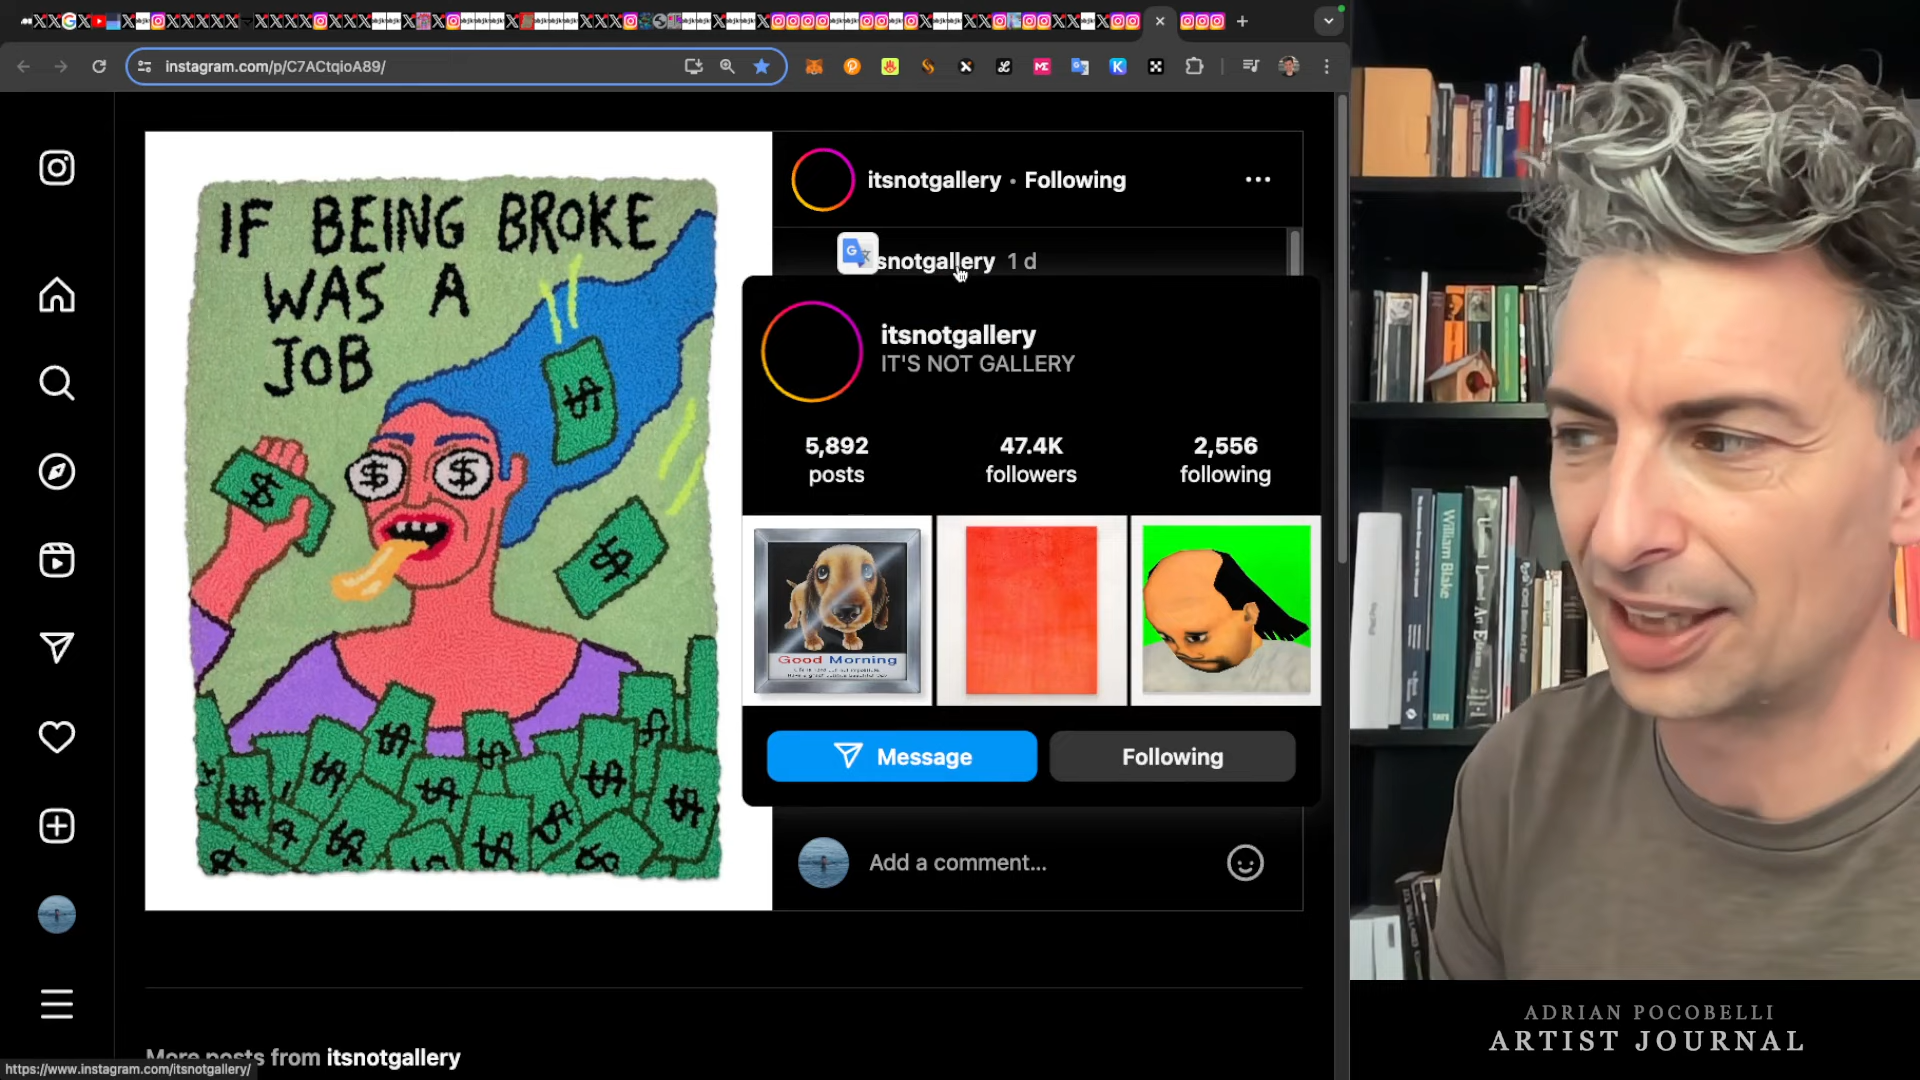 instagram.com/p/C7ACtqioA89/
IF BEING BROKE
WAS A
JOB
$
$
$
$
$
itsnotgallery • Following
snotgallery 1 d
itsnotgallery
IT'S NOT GALLERY
5,892
posts
47.4K
followers
2,556
following
Good Morning
Message
Following
Add a comment...
More posts from itsnotgallery
https://www.instagram.com/itsnotgallery/
William Blake
ADRIAN POCOBELLI
ARTIST JOURNAL